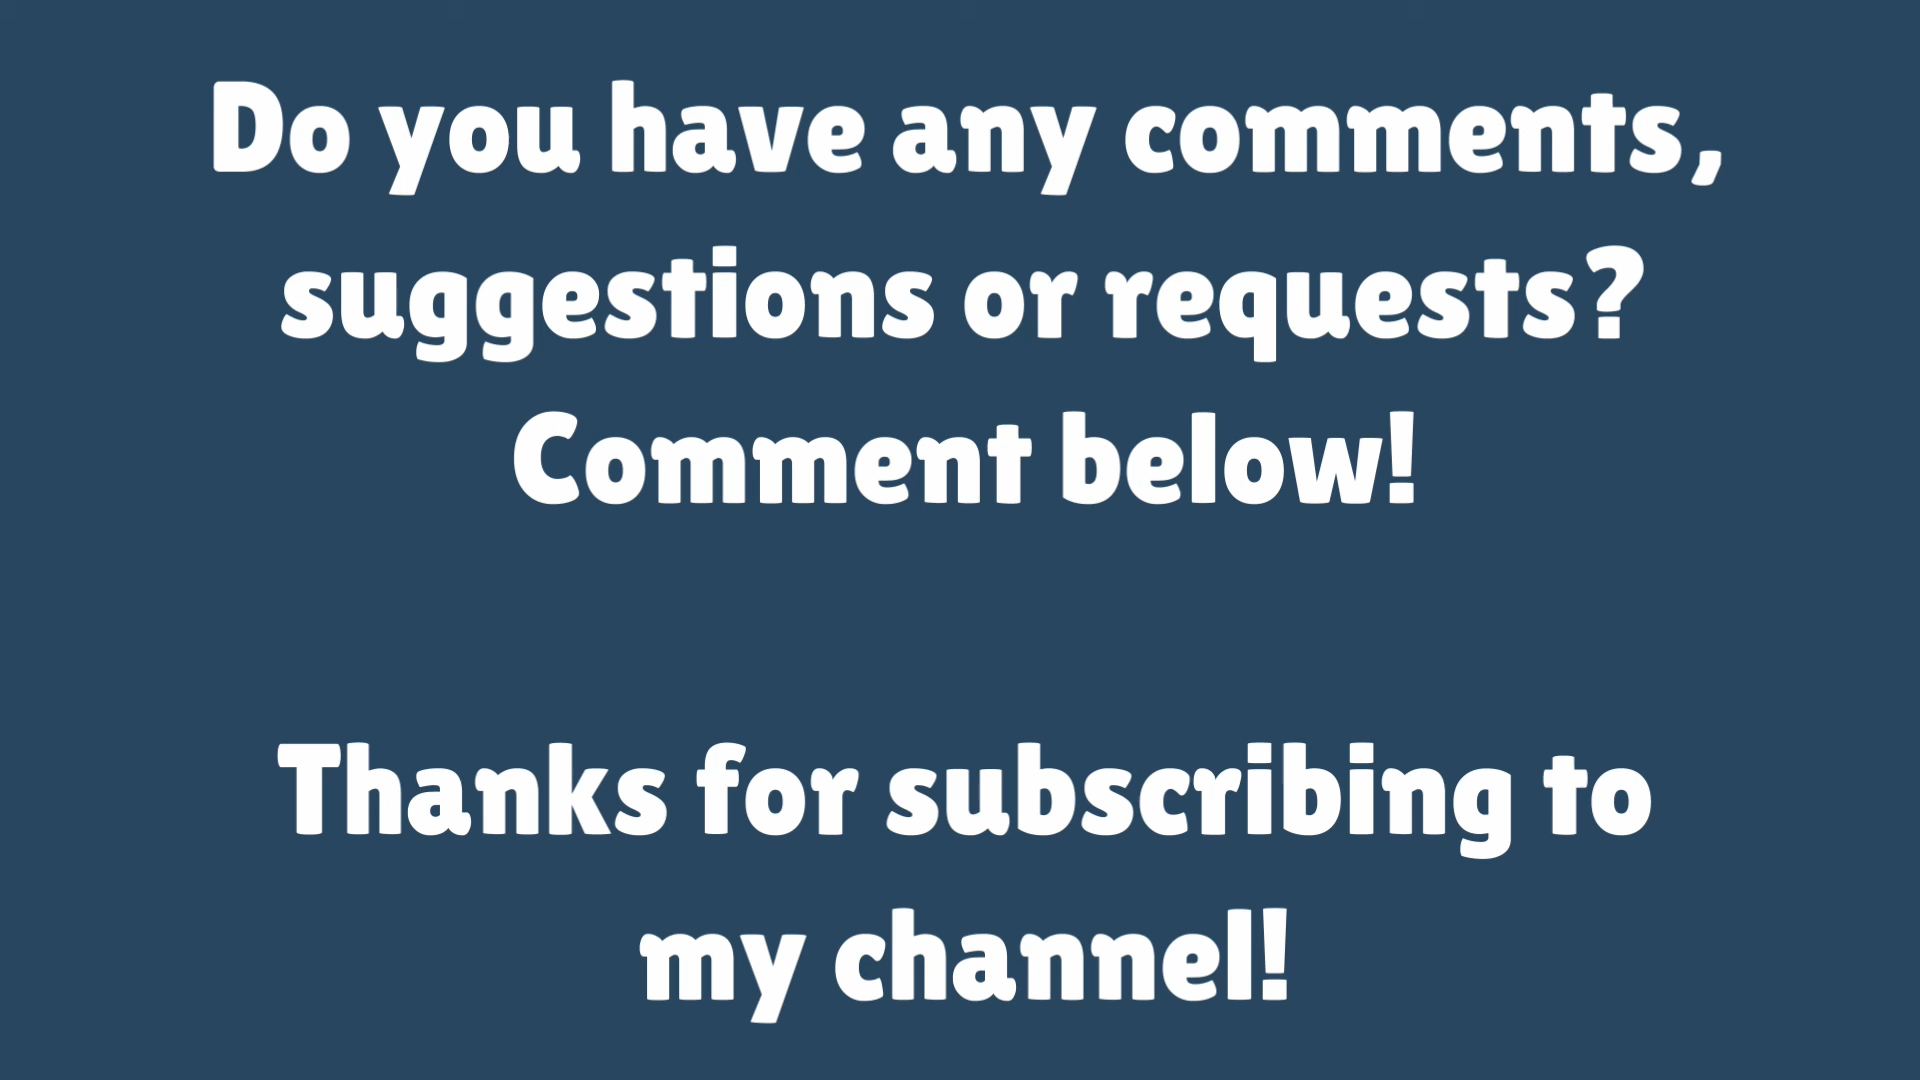 Do you have any comments,
suggestions or requests?
Comment below!
Thanks for subscribing to
my channel!